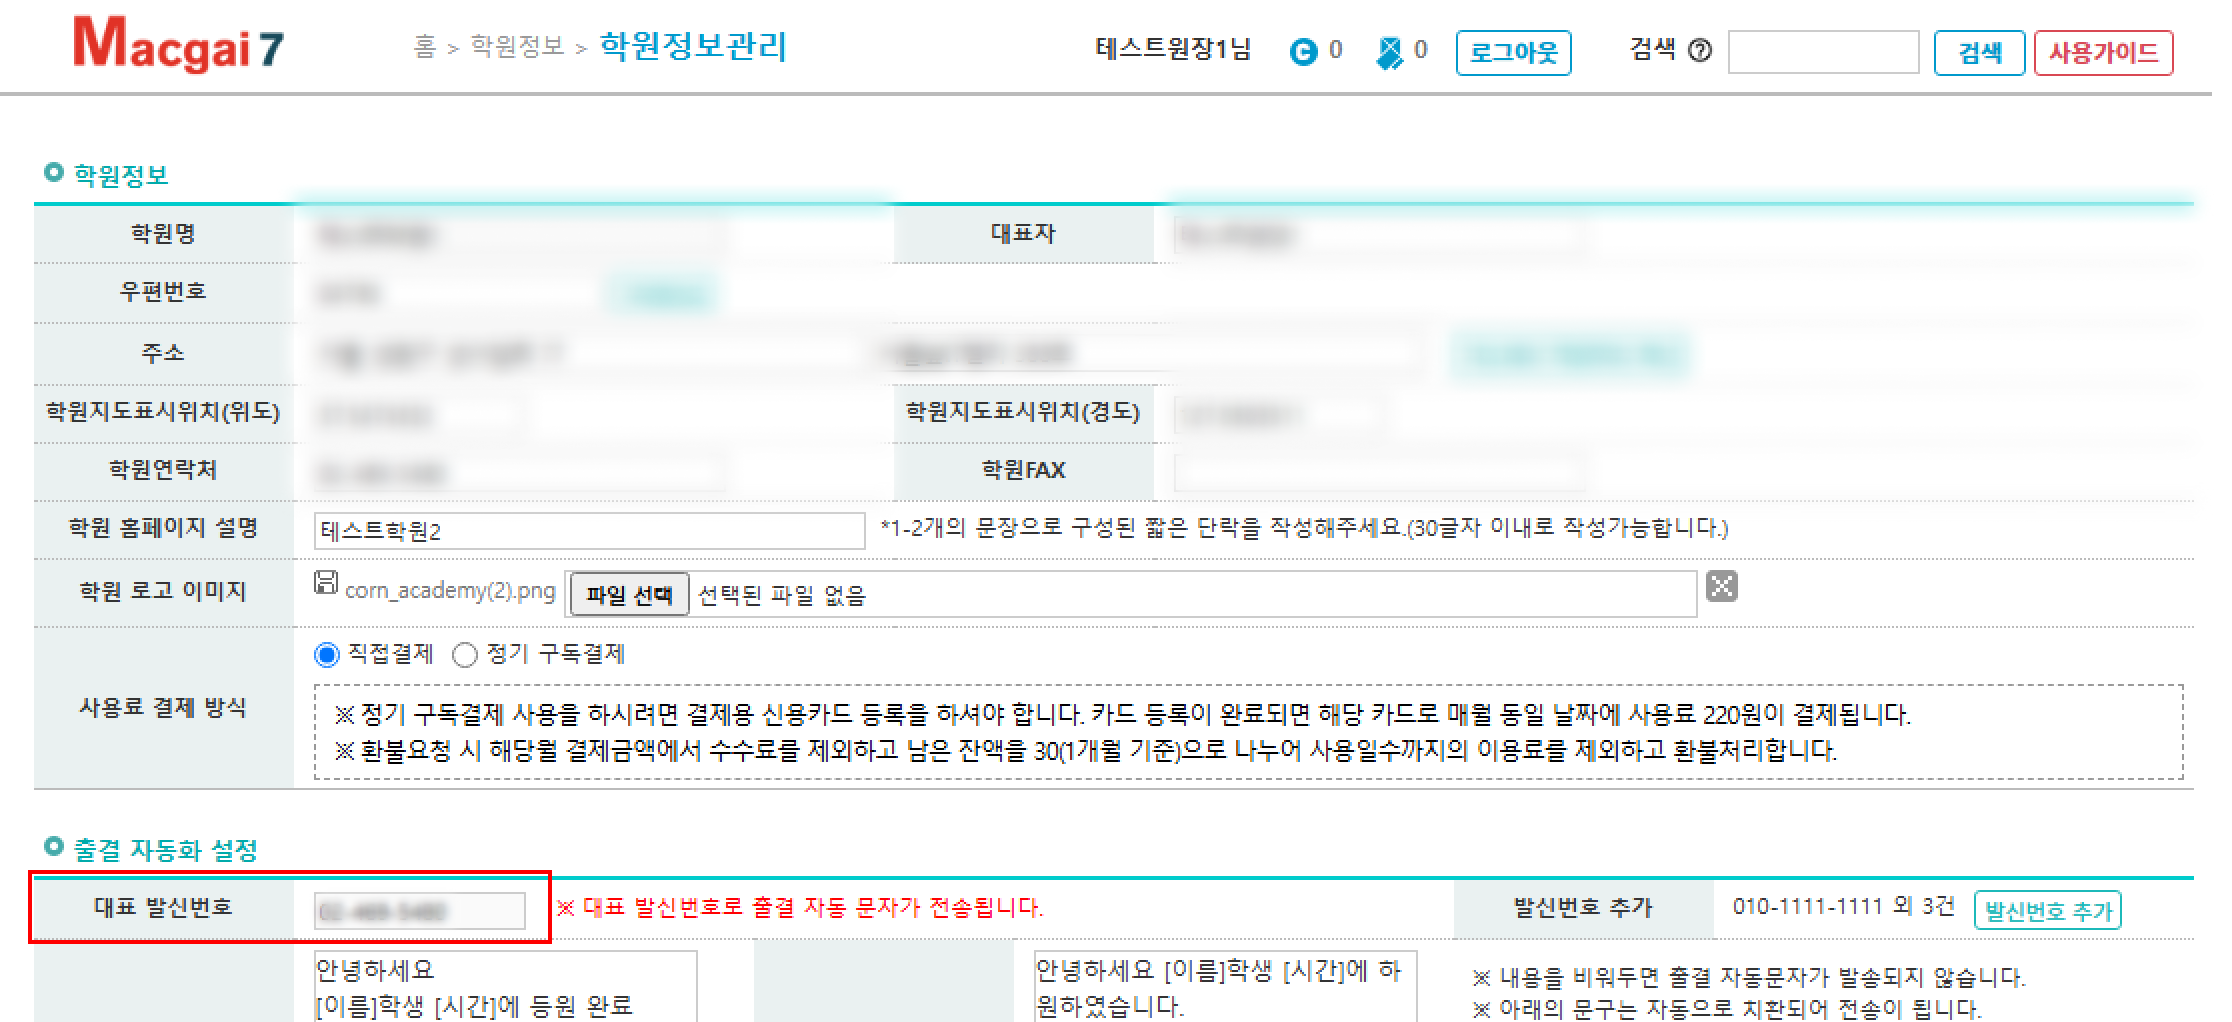 Macgai 7
홈 > 학원정보 > 학원정보관리
테스트원장1님 0 0 로그아웃 검색 검색 사용가이드
학원정보
학원명 대표자
우편번호
주소
학원지도표시위치(위도) 학원지도표시위치(경도)
학원연락처 학원FAX
학원 홈페이지 설명 테스트학원2 *1-2개의 문장으로 구성된 짧은 단락을 작성해주세요.(30글자 이내로 작성가능합니다.)
학원 로고 이미지 corn_academy(2).png 파일 선택 선택된 파일 없음
사용료 결제 방식 직접결제 정기 구독결제
※ 정기 구독결제 사용을 하시려면 결제용 신용카드 등록을 하셔야 합니다. 카드 등록이 완료되면 해당 카드로 매월 동일 날짜에 사용료 220원이 결제됩니다.
※ 환불요청 시 해당월 결제금액에서 수수료를 제외하고 남은 잔액을 30(1개월 기준)으로 나누어 사용일수까지의 이용료를 제외하고 환불처리합니다.
출결 자동화 설정
대표 발신번호 ※ 대표 발신번호로 출결 자동 문자가 전송됩니다. 발신번호 추가 010-1111-1111 외 3건 발신번호 추가
안녕하세요
[이름]학생 [시간]에 등원 완료
안녕하세요 [이름]학생 [시간]에 하
원하였습니다.
※ 내용을 비워두면 출결 자동문자가 발송되지 않습니다.
※ 아래의 문구는 자동으로 치환되어 전송이 됩니다.